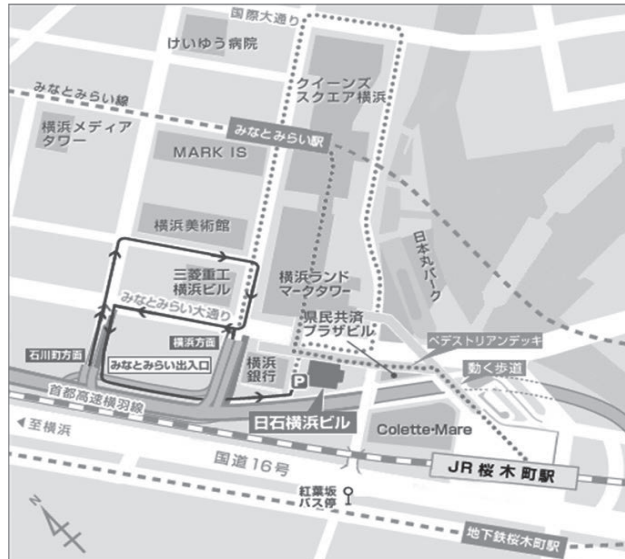 国際大通り
けいゆう病院
クイーンズ
スクエア横浜
みなとみらい線
横浜メディア
タワー
みなとみらい駅
MARK IS
横浜美術館
日本丸パーク
三菱重工
横浜ビル
横浜ランド
マークタワー
みなとみらい大通り
県民共済
プラザビル
ペデストリアンデッキ
石川町方面
横浜方面
みなとみらい出入口
横浜
銀行
動く歩道
P
首都高速横羽線
日石横浜ビル
Colette・Mare
至横浜
国道16号
JR桜木町駅
紅葉坂
バス停
地下鉄桜木町駅
N